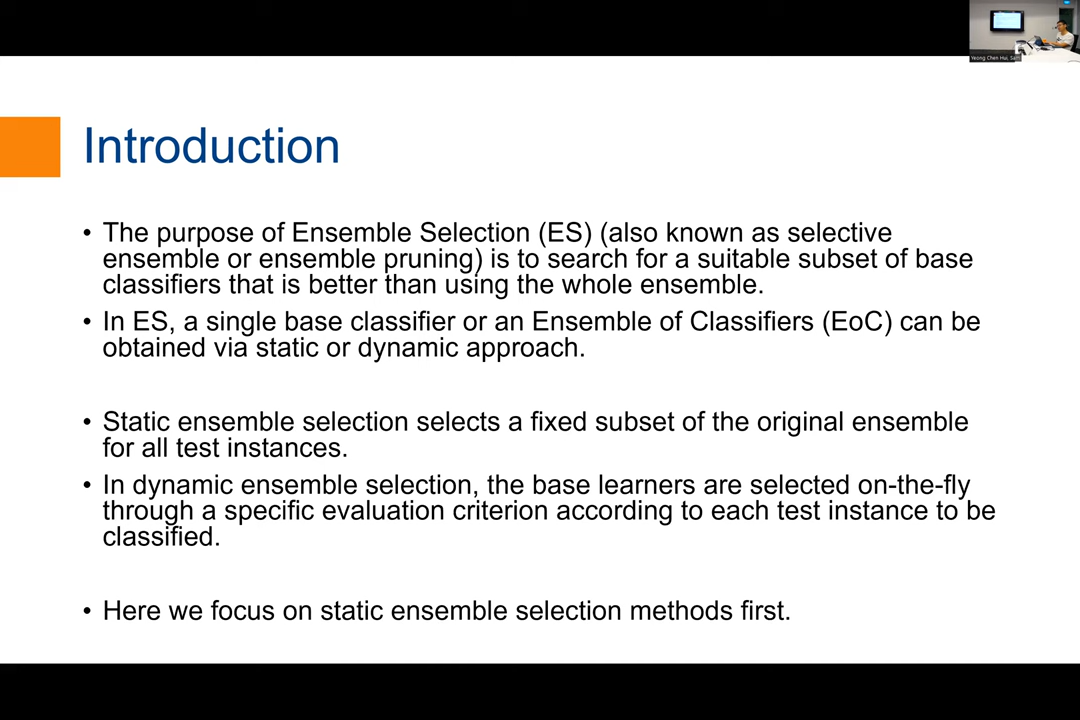 Yeong Chen Hui, Sam
Introduction
• The purpose of Ensemble Selection (ES) (also known as selective
ensemble or ensemble pruning) is to search for a suitable subset of base
classifiers that is better than using the whole ensemble.
• In ES, a single base classifier or an Ensemble of Classifiers (EoC) can be
obtained via static or dynamic approach.
• Static ensemble selection selects a fixed subset of the original ensemble
for all test instances.
• In dynamic ensemble selection, the base learners are selected on-the-fly
through a specific evaluation criterion according to each test instance to be
classified.
• Here we focus on static ensemble selection methods first.